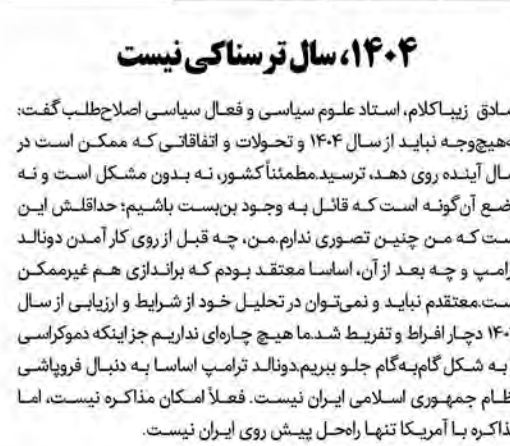 ۱۴۰۴، سال ترسناکی نیست
صادق زیباکلام، استاد علوم سیاسی و فعال سیاسی اصلاح‌طلب گفت:
به‌هیچ‌وجه نباید از سال ۱۴۰۴ و تحولات و اتفاقاتی که ممکن است در
سال آینده روی دهد، ترسید.مطمئناً کشور، نه بدون مشکل است و نه
وضع آن‌گونه است که قائل به وجود بن‌بست باشیم؛ حداقلش این
است که من چنین تصوری ندارم.من، چه قبل از روی کار آمدن دونالد
ترامپ و چه بعد از آن، اساسا معتقد بودم که براندازی هم غیرممکن
است.معتقدم نباید و نمی‌توان در تحلیل خود از شرایط و ارزیابی از سال
۱۴۰۴ دچار افراط و تفریط شد.ما هیچ چاره‌ای نداریم جز اینکه دموکراسی
را به شکل گام‌به‌گام جلو ببریم.دونالد ترامپ اساسا به دنبال فروپاشی
نظام جمهوری اسلامی ایران نیست. فعلاً امکان مذاکره نیست، اما
مذاکره با آمریکا تنها راه‌حل پیش روی ایران نیست.